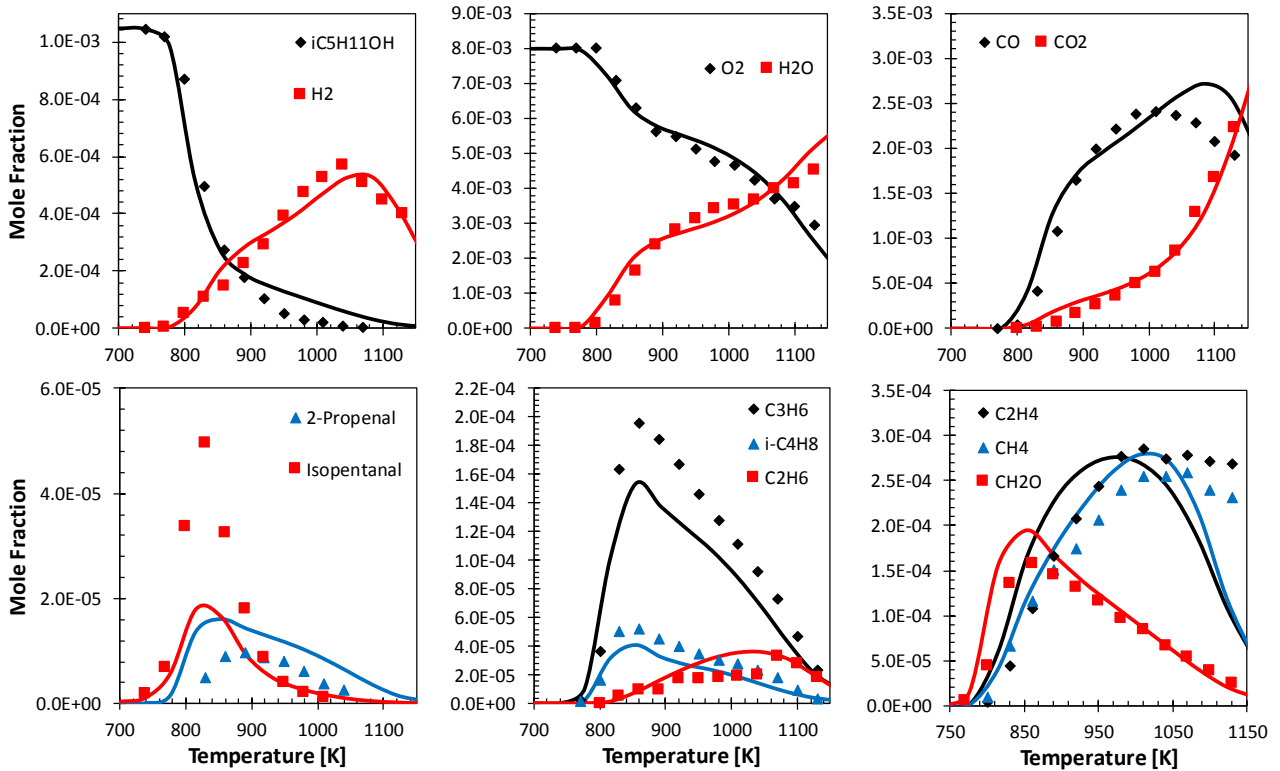 Mole Fraction
1.0E-03
8.0E-04
6.0E-04
4.0E-04
2.0E-04
0.0E+00
700 800 900 1000 1100
iC5H11OH
H2
9.0E-03
8.0E-03
7.0E-03
6.0E-03
5.0E-03
4.0E-03
3.0E-03
2.0E-03
1.0E-03
0.0E+00
700 800 900 1000 1100
O2 H2O
3.5E-03
3.0E-03
2.5E-03
2.0E-03
1.5E-03
1.0E-03
5.0E-04
0.0E+00
700 800 900 1000 1100
CO CO2
Mole Fraction
6.0E-05
4.0E-05
2.0E-05
0.0E+00
700 800 900 1000 1100
2-Propenal
Isopentanal
Temperature [K]
2.2E-04
2.0E-04
1.8E-04
1.6E-04
1.4E-04
1.2E-04
1.0E-04
8.0E-05
6.0E-05
4.0E-05
2.0E-05
0.0E+00
700 800 900 1000 1100
C3H6
i-C4H8
C2H6
Temperature [K]
3.5E-04
3.0E-04
2.5E-04
2.0E-04
1.5E-04
1.0E-04
5.0E-05
0.0E+00
750 850 950 1050 1150
C2H4
CH4
CH2O
Temperature [K]